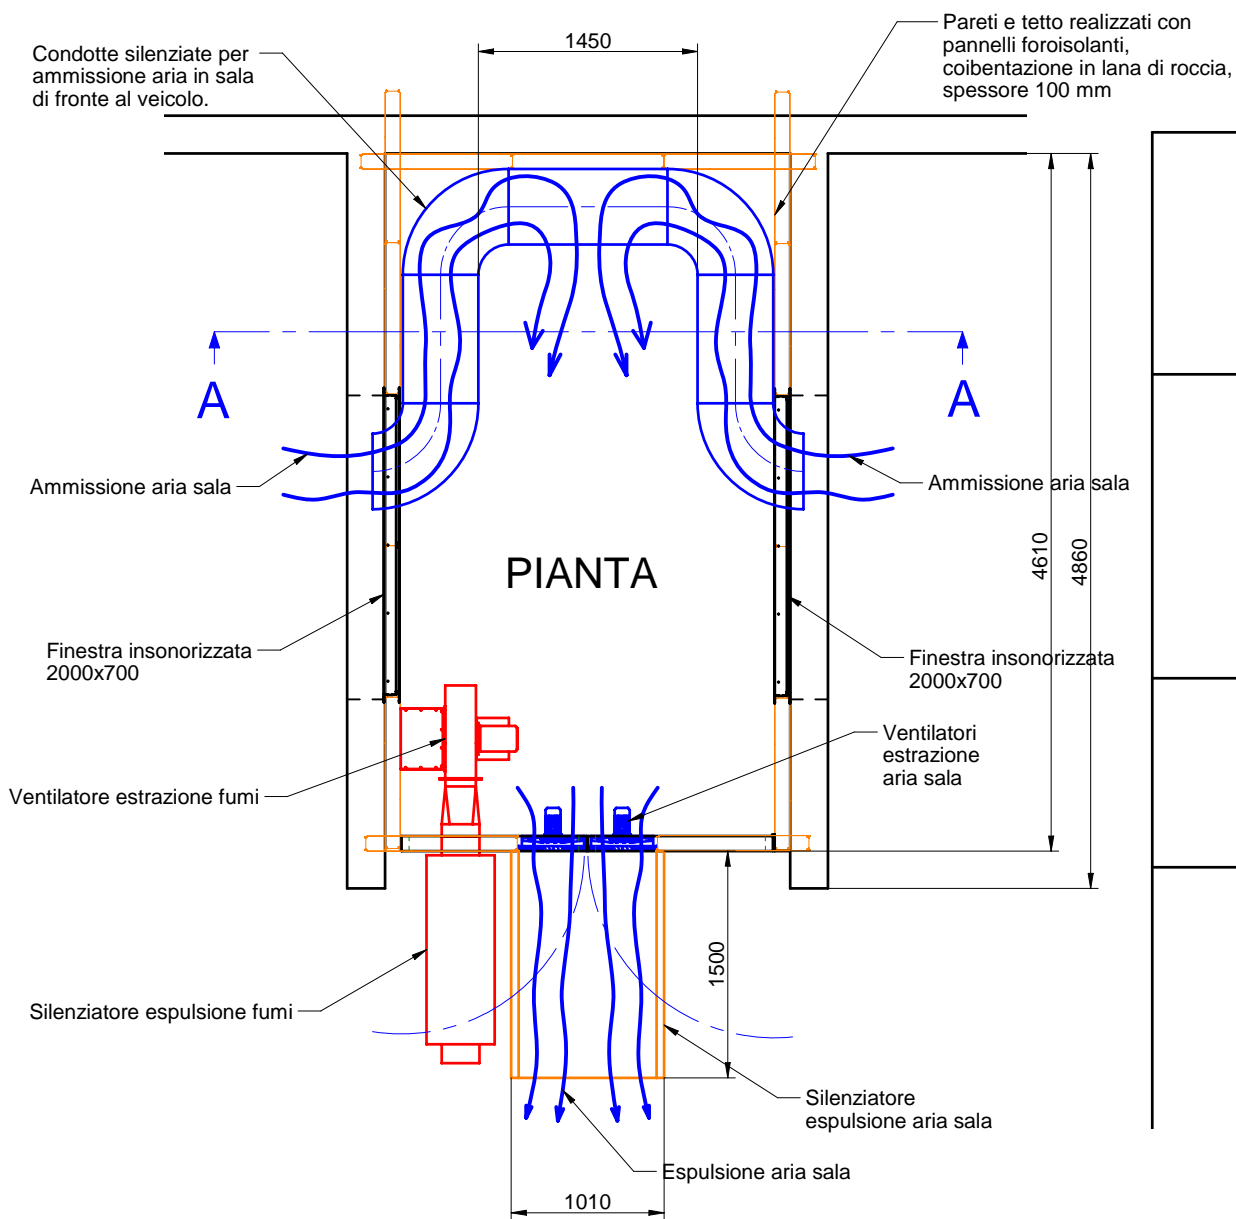 Condotte silenziate per
ammissione aria in sala
di fronte al veicolo.
1450
Pareti e tetto realizzati con
pannelli foroisolanti,
coibentazione in lana di roccia,
spessore 100 mm
A
A
Ammissione aria sala
Ammissione aria sala
PIANTA
4610
4860
Finestra insonorizzata
2000x700
Finestra insonorizzata
2000x700
Ventilatori
estrazione
aria sala
Ventilatore estrazione fumi
1500
Silenziatore espulsione fumi
Silenziatore
espulsione aria sala
Espulsione aria sala
1010